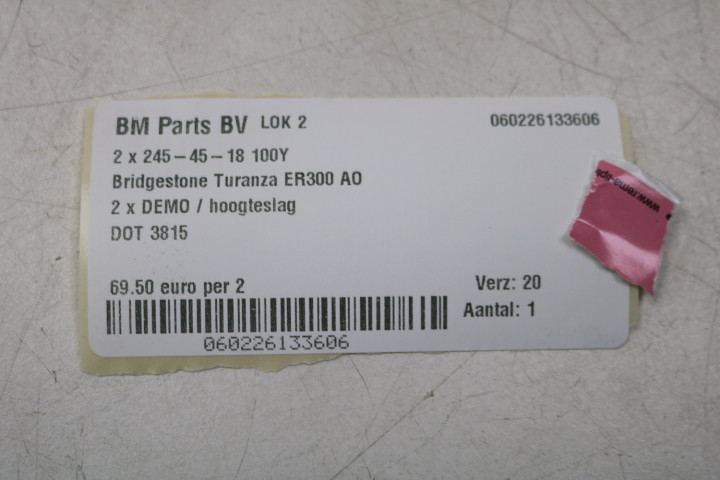 BM Parts BV LOK 2 060226133606
2 x 245-45-18 100Y
Bridgestone Turanza ER300 AO
2 x DEMO / hoogteslag
DOT 3815
69.50 euro per 2 Verz: 20
Aantal: 1
060226133606